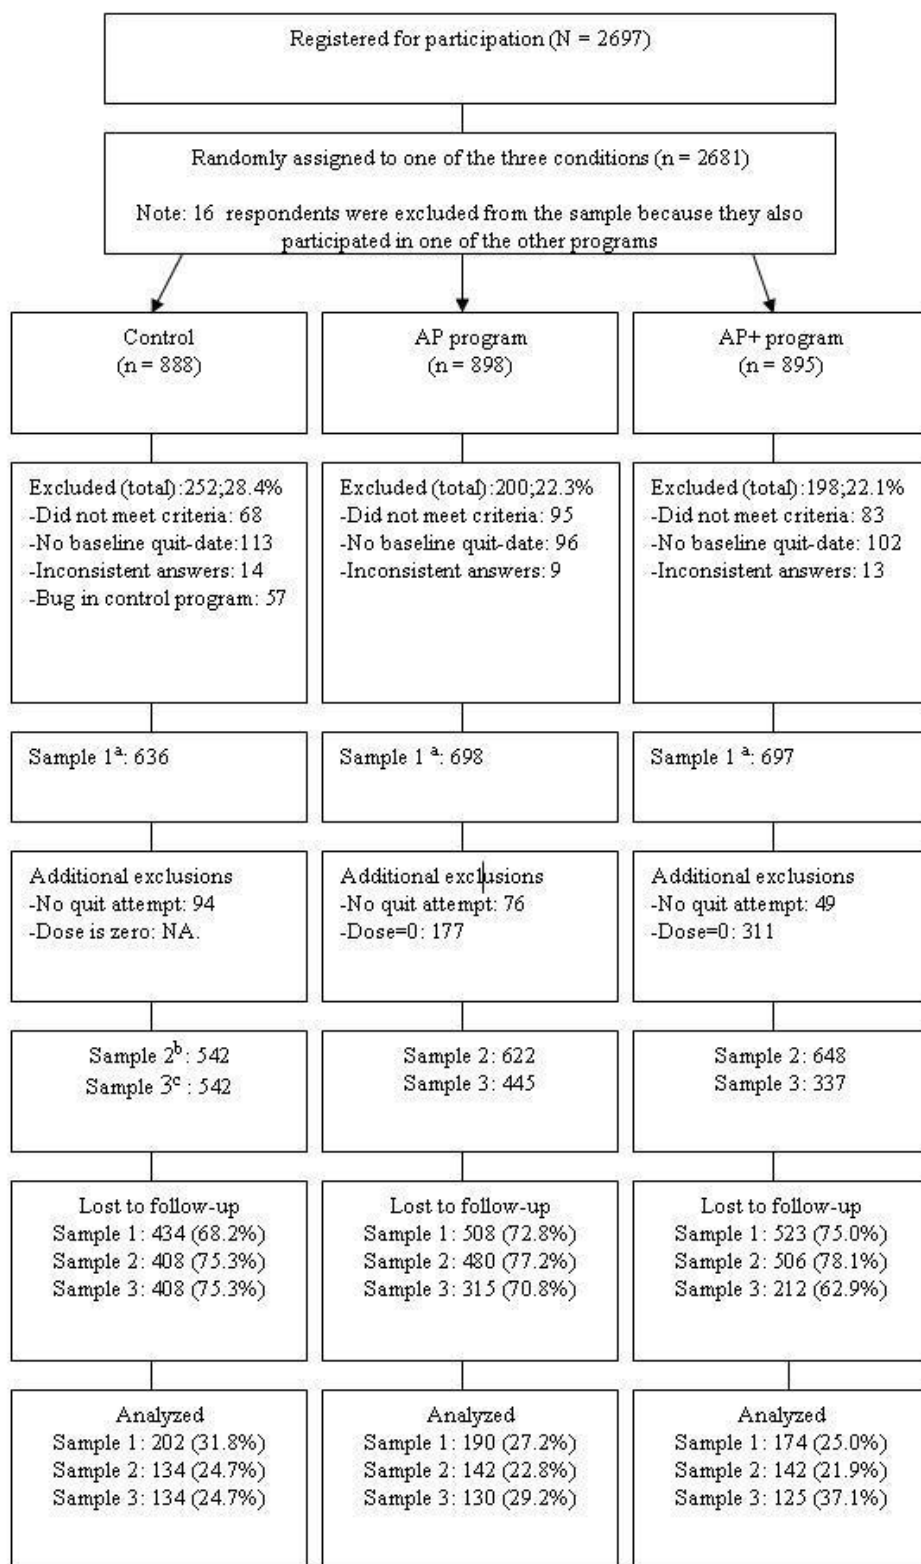 Registered for participation (N = 2697)
Randomly assigned to one of the three conditions (n = 2681)
Note: 16 respondents were excluded from the sample because they also
participated in one of the other programs
Control
(n = 888)
AP program
(n = 898)
AP+ program
(n = 895)
Excluded (total):252;28.4%
-Did not meet criteria: 68
-No baseline quit-date:113
-Inconsistent answers: 14
-Bug in control program: 57
Excluded (total):200;22.3%
-Did not meet criteria: 95
-No baseline quit-date: 96
-Inconsistent answers: 9
Excluded (total):198;22.1%
-Did not meet criteria: 83
-No baseline quit-date: 102
-Inconsistent answers: 13
Sample 1ᵃ: 636
Sample 1 ᵃ: 698
Sample 1 ᵃ: 697
Additional exclusions
-No quit attempt: 94
-Dose is zero: NA.
Additional exclusions
-No quit attempt: 76
-Dose=0: 177
Additional exclusions
-No quit attempt: 49
-Dose=0: 311
Sample 2ᵇ: 542
Sample 3ᶜ : 542
Sample 2: 622
Sample 3: 445
Sample 2: 648
Sample 3: 337
Lost to follow-up
Sample 1: 434 (68.2%)
Sample 2: 408 (75.3%)
Sample 3: 408 (75.3%)
Lost to follow-up
Sample 1: 508 (72.8%)
Sample 2: 480 (77.2%)
Sample 3: 315 (70.8%)
Lost to follow-up
Sample 1: 523 (75.0%)
Sample 2: 506 (78.1%)
Sample 3: 212 (62.9%)
Analyzed
Sample 1: 202 (31.8%)
Sample 2: 134 (24.7%)
Sample 3: 134 (24.7%)
Analyzed
Sample 1: 190 (27.2%)
Sample 2: 142 (22.8%)
Sample 3: 130 (29.2%)
Analyzed
Sample 1: 174 (25.0%)
Sample 2: 142 (21.9%)
Sample 3: 125 (37.1%)